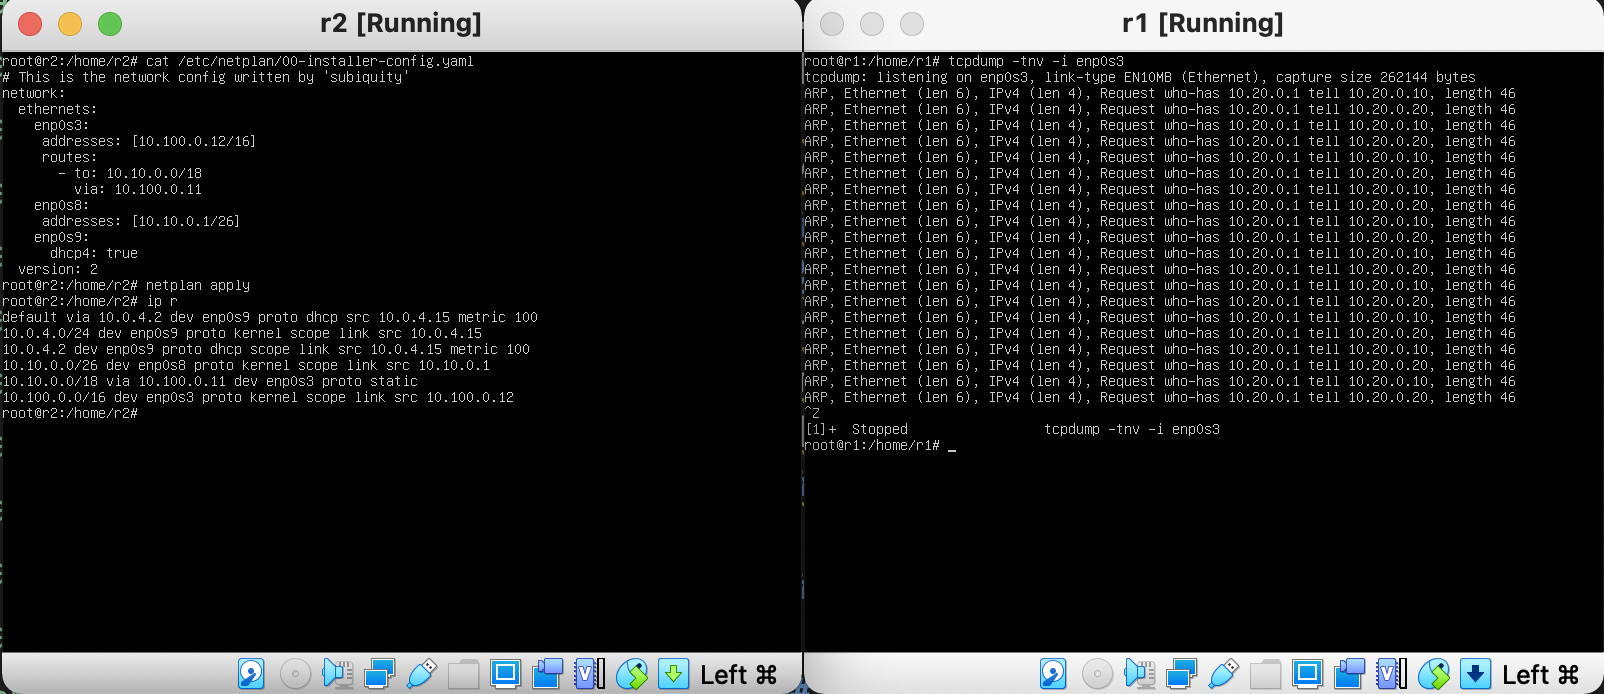 r2 [Running]
root@r2:/home/r2# cat /etc/netplan/00-installer-config.yaml
# This is the network config written by 'subiquity'
network:
  ethernets:
    enp0s3:
     addresses: [10.100.0.12/16]
     routes:
       - to: 10.10.0.0/18
         via: 10.100.0.11
    enp0s8:
     addresses: [10.10.0.1/26]
    enp0s9:
      dhcp4: true
  version: 2
root@r2:/home/r2# netplan apply
root@r2:/home/r2# ip r
default via 10.0.4.2 dev enp0s9 proto dhcp src 10.0.4.15 metric 100
10.0.4.0/24 dev enp0s9 proto kernel scope link src 10.0.4.15
10.0.4.2 dev enp0s9 proto dhcp scope link src 10.0.4.15 metric 100
10.10.0.0/26 dev enp0s8 proto kernel scope link src 10.10.0.1
10.10.0.0/18 via 10.100.0.11 dev enp0s3 proto static
10.100.0.0/16 dev enp0s3 proto kernel scope link src 10.100.0.12
root@r2:/home/r2#
Left ⌘
r1 [Running]
root@r1:/home/r1# tcpdump -tnv -i enp0s3
tcpdump: listening on enp0s3, link-type EN10MB (Ethernet), capture size 262144 bytes
ARP, Ethernet (len 6), IPv4 (len 4), Request who-has 10.20.0.1 tell 10.20.0.10, length 46
ARP, Ethernet (len 6), IPv4 (len 4), Request who-has 10.20.0.1 tell 10.20.0.20, length 46
ARP, Ethernet (len 6), IPv4 (len 4), Request who-has 10.20.0.1 tell 10.20.0.10, length 46
ARP, Ethernet (len 6), IPv4 (len 4), Request who-has 10.20.0.1 tell 10.20.0.20, length 46
ARP, Ethernet (len 6), IPv4 (len 4), Request who-has 10.20.0.1 tell 10.20.0.10, length 46
ARP, Ethernet (len 6), IPv4 (len 4), Request who-has 10.20.0.1 tell 10.20.0.20, length 46
ARP, Ethernet (len 6), IPv4 (len 4), Request who-has 10.20.0.1 tell 10.20.0.10, length 46
ARP, Ethernet (len 6), IPv4 (len 4), Request who-has 10.20.0.1 tell 10.20.0.20, length 46
ARP, Ethernet (len 6), IPv4 (len 4), Request who-has 10.20.0.1 tell 10.20.0.20, length 46
ARP, Ethernet (len 6), IPv4 (len 4), Request who-has 10.20.0.1 tell 10.20.0.20, length 46
ARP, Ethernet (len 6), IPv4 (len 4), Request who-has 10.20.0.1 tell 10.20.0.10, length 46
ARP, Ethernet (len 6), IPv4 (len 4), Request who-has 10.20.0.1 tell 10.20.0.20, length 46
ARP, Ethernet (len 6), IPv4 (len 4), Request who-has 10.20.0.1 tell 10.20.0.10, length 46
ARP, Ethernet (len 6), IPv4 (len 4), Request who-has 10.20.0.1 tell 10.20.0.20, length 46
ARP, Ethernet (len 6), IPv4 (len 4), Request who-has 10.20.0.1 tell 10.20.0.10, length 46
ARP, Ethernet (len 6), IPv4 (len 4), Request who-has 10.20.0.1 tell 10.20.0.20, length 46
ARP, Ethernet (len 6), IPv4 (len 4), Request who-has 10.20.0.1 tell 10.20.0.10, length 46
ARP, Ethernet (len 6), IPv4 (len 4), Request who-has 10.20.0.1 tell 10.20.0.20, length 46
ARP, Ethernet (len 6), IPv4 (len 4), Request who-has 10.20.0.1 tell 10.20.0.10, length 46
ARP, Ethernet (len 6), IPv4 (len 4), Request who-has 10.20.0.1 tell 10.20.0.20, length 46
^Z
[1]+  Stopped                 tcpdump -tnv -i enp0s3
root@r1:/home/r1# _
Left ⌘